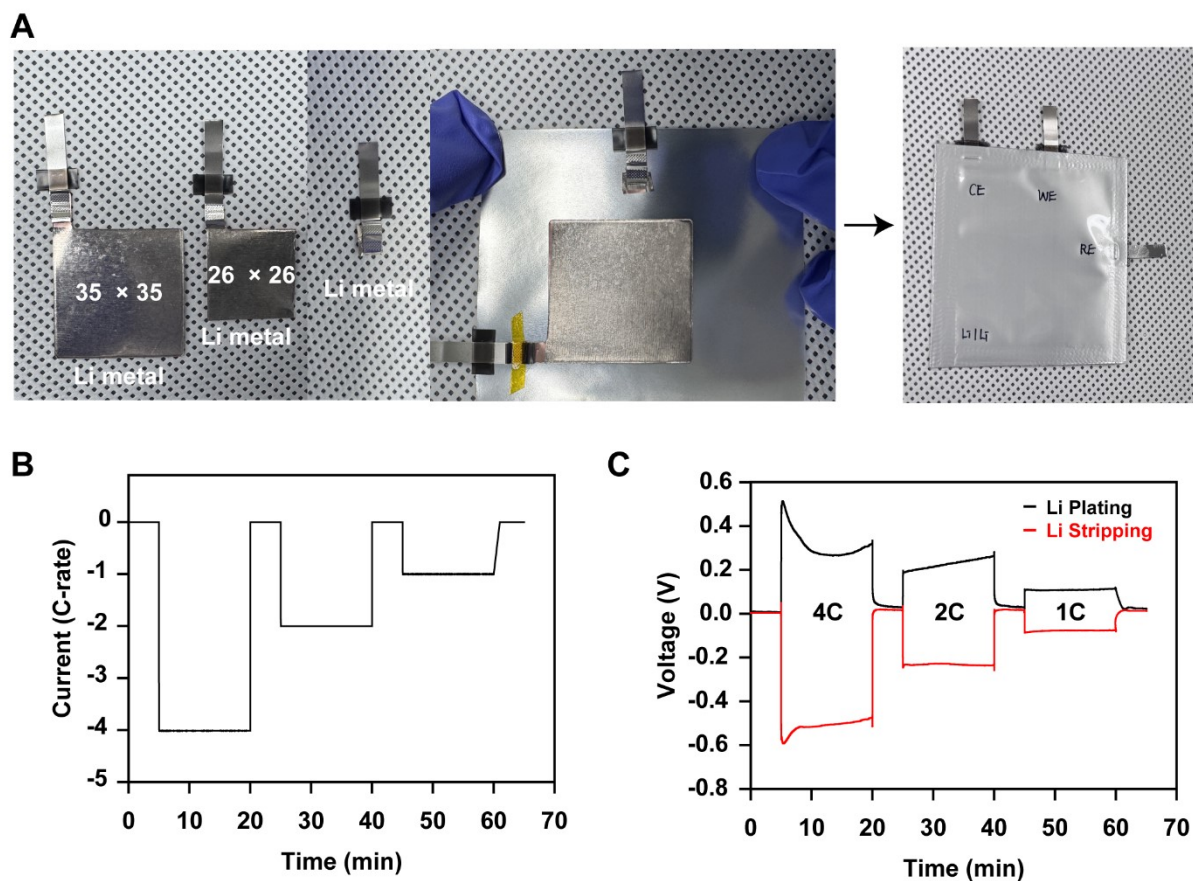 A
35 × 35
Li metal
26 × 26
Li metal
Li metal
CE
WE
RE
Li/Li
B
Current (C-rate)
0
-1
-2
-3
-4
-5
0 10 20 30 40 50 60 70
Time (min)
C
Voltage (V)
0.6
0.4
0.2
0.0
-0.2
-0.4
-0.6
-0.8
Li Plating
Li Stripping
4C 2C 1C
0 10 20 30 40 50 60 70
Time (min)